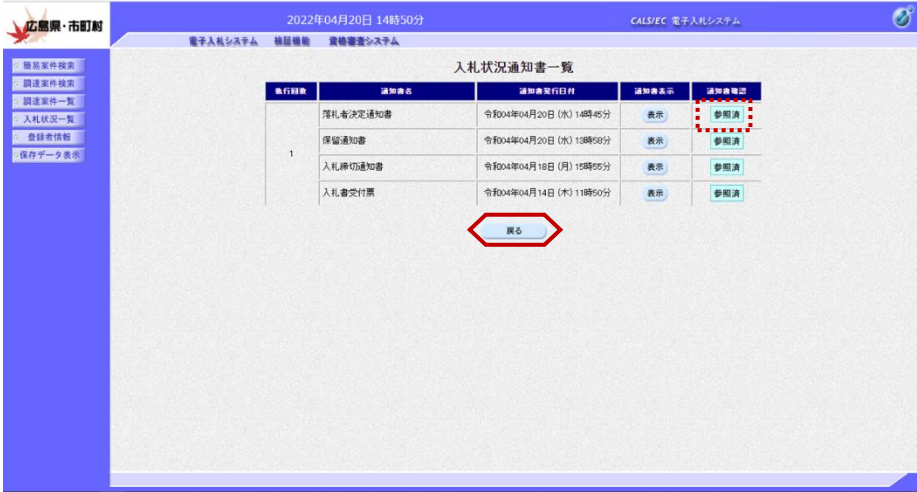 広島県・市町村
2022年04月20日 14時50分
CALS/EC 電子入札システム
電子入札システム 検証機能 資格審査システム
簡易案件検索
調達案件検索
調達案件一覧
入札状況一覧
登録者情報
保存データ表示
入札状況通知書一覧
執行回数 通知書名 通知書発行日付 通知書表示 通知書確認
1
落札者決定通知書 令和04年04月20日 (水) 14時45分 表示 参照済
保留通知書 令和04年04月20日 (水) 13時58分 表示 参照済
入札締切通知書 令和04年04月18日 (月) 15時55分 表示 参照済
入札書受付票 令和04年04月14日 (木) 11時50分 表示 参照済
戻る